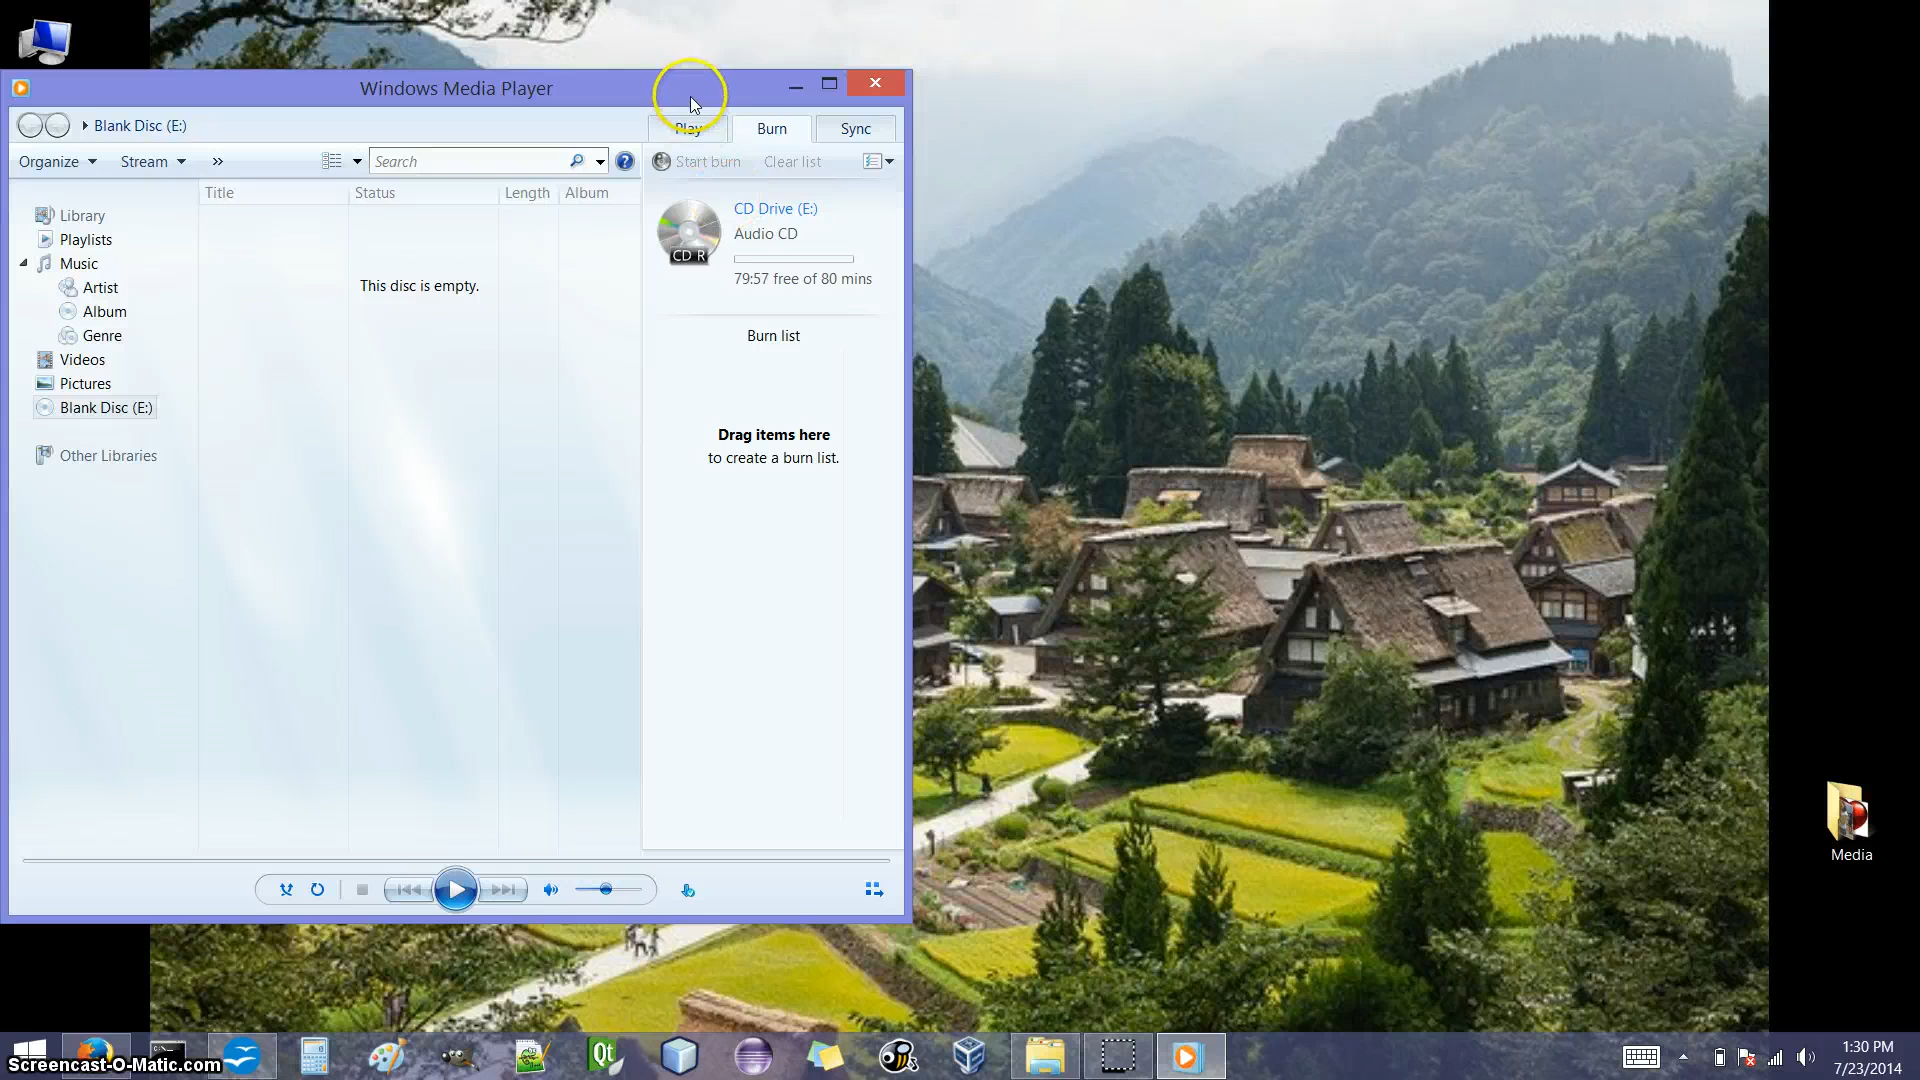 Windows Media Player
Blank Disc (E:)
Play
Burn
Sync
Organize
Stream
»
Search
?
Start burn
Clear list
Title
Status
Length
Album
Library
Playlists
Music
Artist
Album
Genre
Videos
Pictures
Blank Disc (E:)
Other Libraries
This disc is empty.
CD R
CD Drive (E:)
Audio CD
79:57 free of 80 mins
Burn list
Drag items here
to create a burn list.
Media
Qt
Screencast-O-Matic.com
1:30 PM
7/23/2014